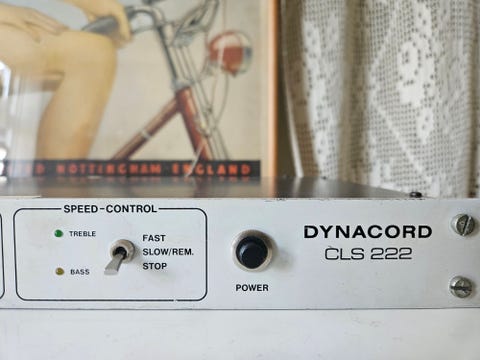 D NOTTINGHAM ENGLAND
SPEED-CONTROL
TREBLE
BASS
FAST
SLOW/REM.
STOP
POWER
DYNACORD
CLS 222